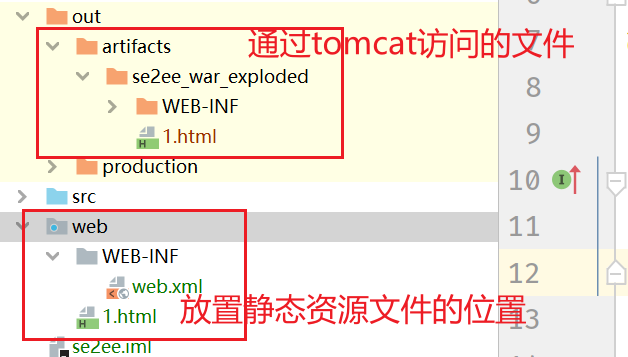 out
artifacts
通过tomcat访问的文件
se2ee_war_exploded
8
WEB-INF
1.html
9
production
10
src
web
11
WEB-INF
12
web.xml
1.html
放置静态资源文件的位置
13
se2ee.iml